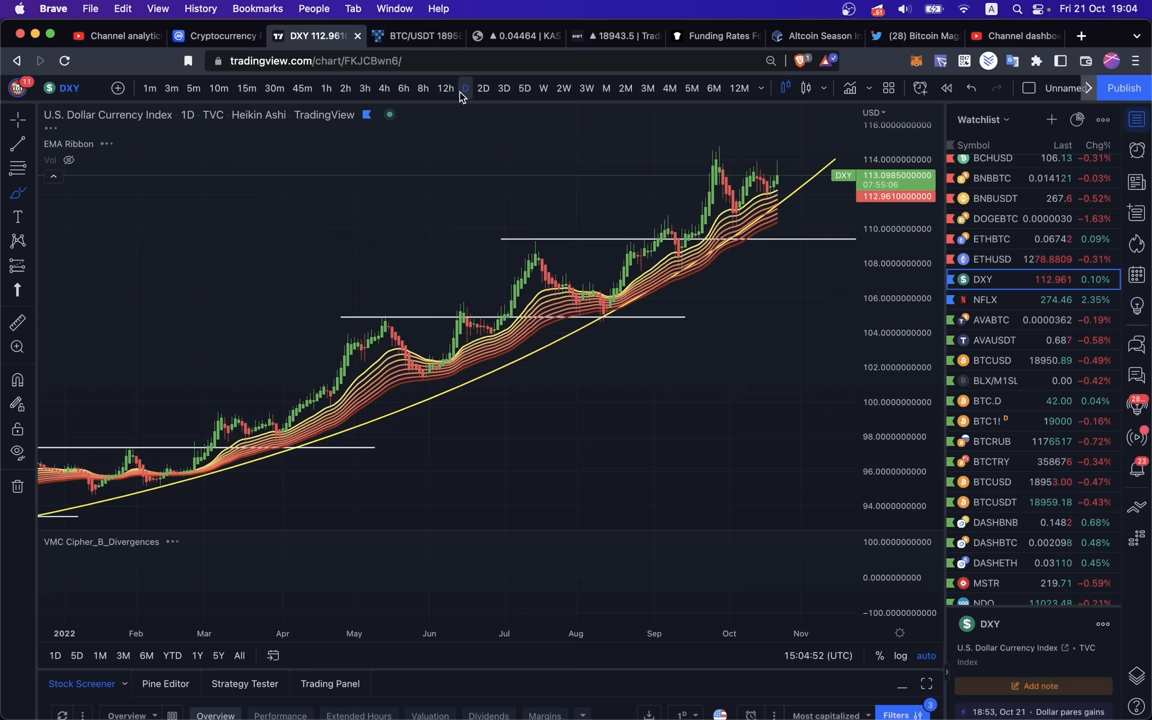 Brave File Edit View History Bookmarks People Tab Window Help 61 A Fri 21 Oct 19:04
Channel analytic Cryptocurrency DXY 112.961 BTC/USDT 1895 ▲ 0.04464 | KAS ▲ 18943.5 | Trad Funding Rates F Altcoin Season I (28) Bitcoin Mag Channel dashbo
tradingview.com/chart/FKJCBwn6/
11 DXY 1m 3m 5m 10m 15m 30m 45m 1h 2h 3h 4h 6h 8h 12h D 2D 3D 5D W 2W 3W M 2M 3M 4M 5M 6M 12M Unname Publish
U.S. Dollar Currency Index · 1D · TVC · Heikin Ashi · TradingView
EMA Ribbon
Vol
USD
116.0000000000
114.0000000000
DXY 113.0985000000
07:55:06
112.9610000000
110.0000000000
108.0000000000
106.0000000000
104.0000000000
102.0000000000
100.0000000000
98.0000000000
96.0000000000
94.0000000000
VMC Cipher_B_Divergences
100.0000000000
0.0000000000
−100.0000000000
2022 Feb Mar Apr May Jun Jul Aug Sep Oct Nov
1D 5D 1M 3M 6M YTD 1Y 5Y All 15:04:52 (UTC) % log auto
Stock Screener Pine Editor Strategy Tester Trading Panel
Overview Overview Performance Extended Hours Valuation Dividends Margins 1D Most capitalized Filters 3
Watchlist
Symbol Last Chg%
BCHUSD 106.13 −0.31%
BNBBTC 0.014121 −0.03%
BNBUSDT 267.6 −0.52%
DOGEBTC 0.0000030 −1.63%
ETHBTC 0.06742 0.09%
ETHUSD 1278.8809 −0.31%
DXY 112.961 0.10%
NFLX 274.46 2.35%
AVABTC 0.0000362 −0.19%
AVAUSDT 0.687 −0.58%
BTCUSD 18950.89 −0.49%
BLX/M1SL 0.00 −0.42%
BTC.D 42.00 0.04%
BTC1! D 19000 −0.16%
BTCRUB 1176517 −0.72%
BTCTRY 358676 −0.34%
BTCUSD 18953.00 −0.47%
BTCUSDT 18959.18 −0.43%
DASHBNB 0.1482 0.68%
DASHBTC 0.002098 0.48%
DASHETH 0.03110 0.45%
MSTR 219.71 −0.59%
NDQ 11023.48 −0.21%
DXY
U.S. Dollar Currency Index · TVC
Index
Add note
18:53, Oct 21 · Dollar pares gains
28
23